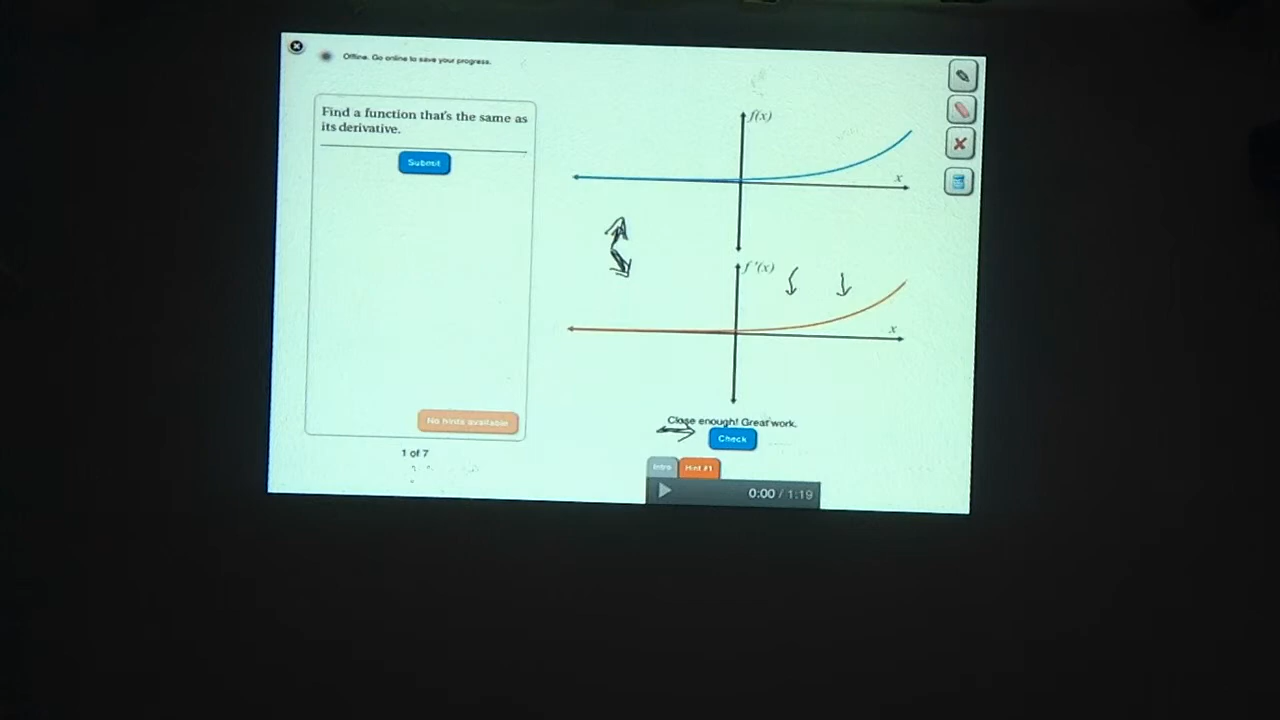 Offline. Go online to save your progress.
Find a function that's the same as
its derivative.
Submit
No hints available
1 of 7
f(x)
x
f'(x)
x
Close enough! Great work.
Check
Intro
Hint #1
0:00 / 1:19